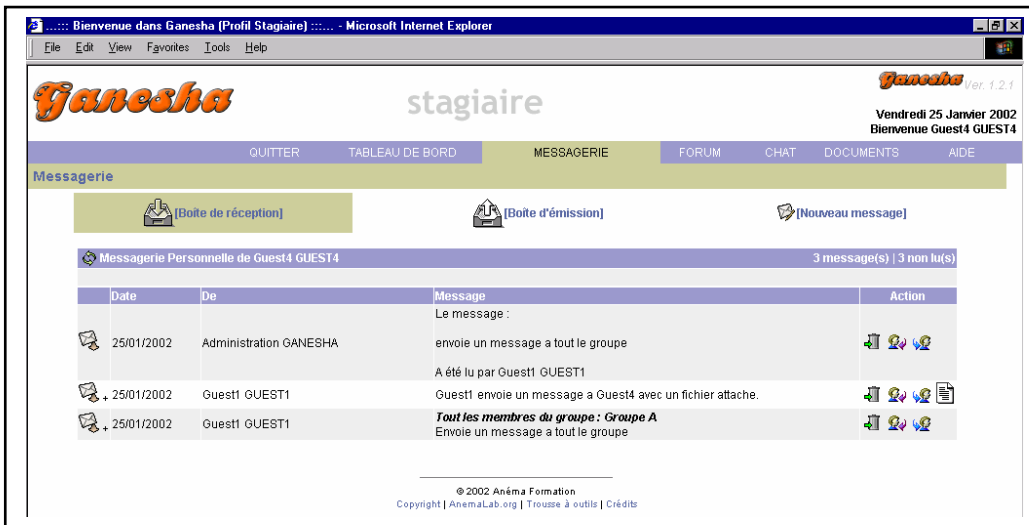 ...::: Bienvenue dans Ganesha (Profil Stagiaire) :::... - Microsoft Internet Explorer
File Edit View Favorites Tools Help
Ganesha stagiaire Ganesha Ver. 1.2.1
Vendredi 25 Janvier 2002
Bienvenue Guest4 GUEST4
QUITTER TABLEAU DE BORD MESSAGERIE FORUM CHAT DOCUMENTS AIDE
Messagerie
[Boîte de réception] [Boîte d'émission] [Nouveau message]
Messagerie Personnelle de Guest4 GUEST4 3 message(s) | 3 non lu(s)
Date De Message Action
Le message :
25/01/2002 Administration GANESHA envoie un message a tout le groupe
A été lu par Guest1 GUEST1
+ 25/01/2002 Guest1 GUEST1 Guest1 envoie un message a Guest4 avec un fichier attache.
Tout les membres du groupe : Groupe A
+ 25/01/2002 Guest1 GUEST1 Envoie un message a tout le groupe
© 2002 Anéma Formation
Copyright | AnemaLab.org | Trousse à outils | Crédits